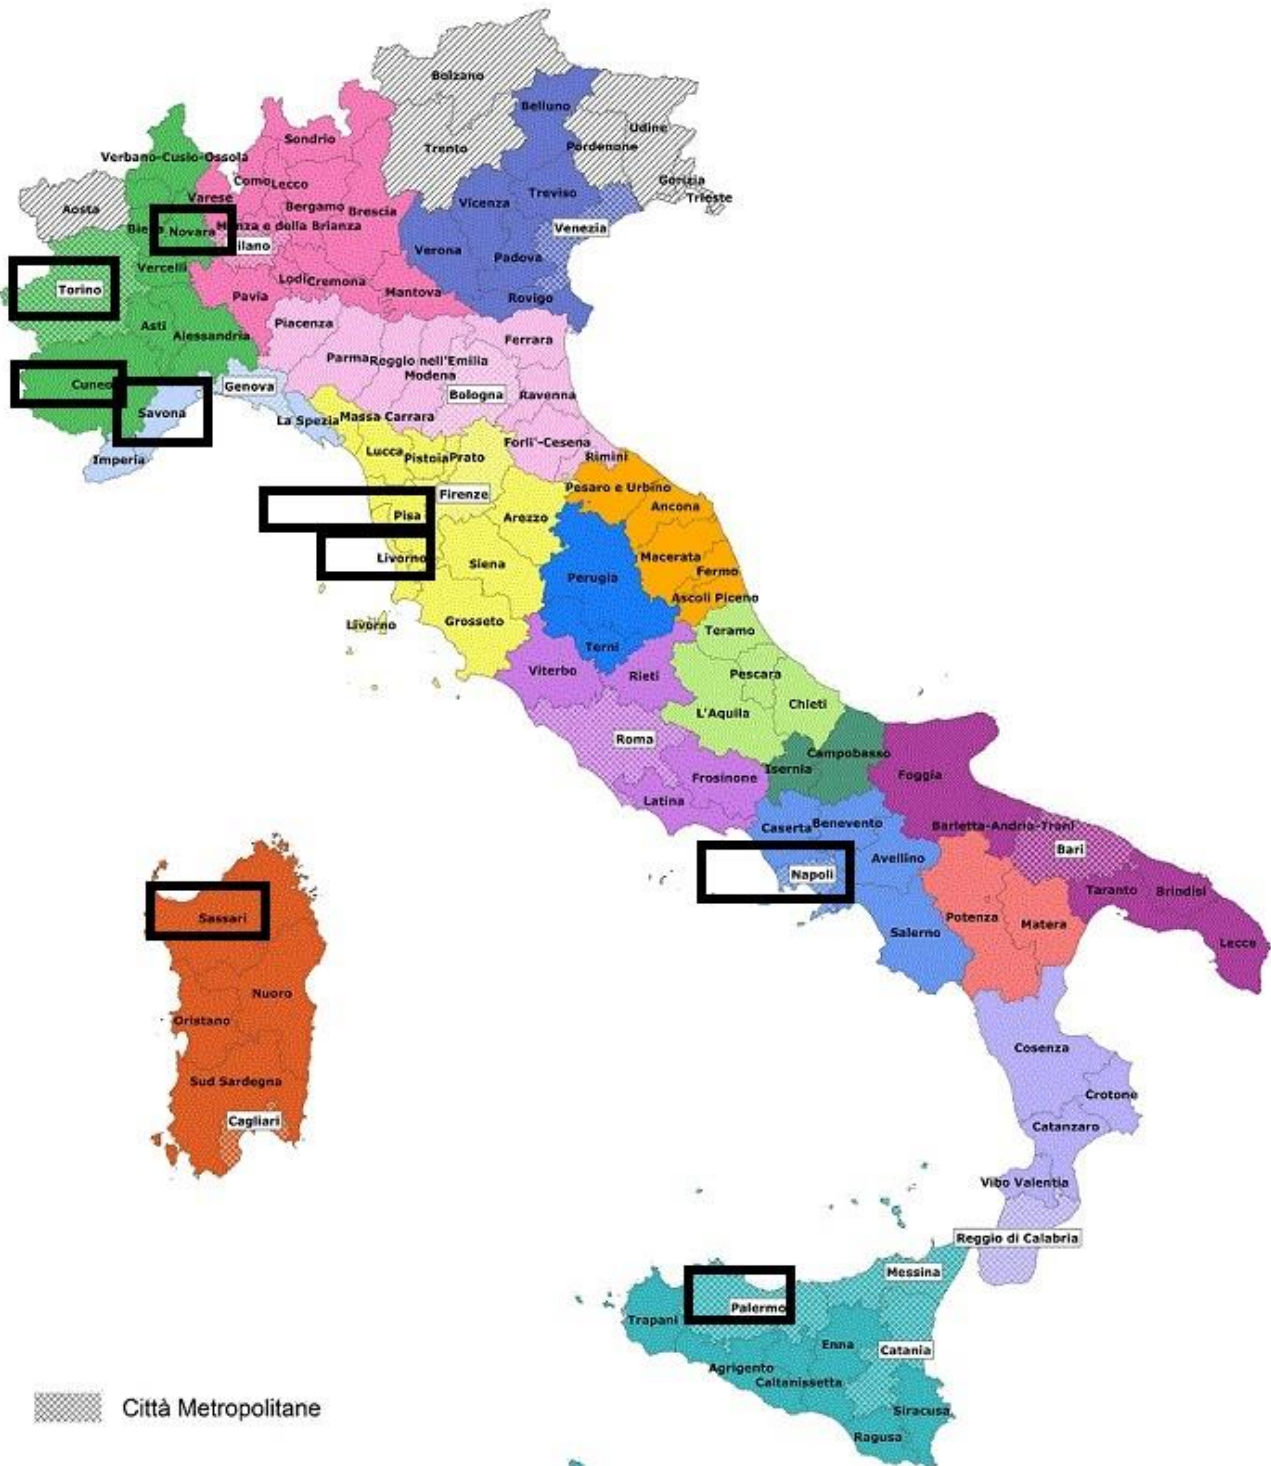 Bolzano
Belluno
Udine
Sondrio
Pordenone
Trento
Verbano-Cusio-Ossola
Como
Lecco
Gorizia
Treviso
Varese
Trieste
Vicenza
Aosta
Bergamo
Brescia
Novara
Monza e della Brianza
Venezia
ilano
Verona
Padova
Vercelli
Lodi
Cremona
Torino
Pavia
Mantova
Rovigo
Asti
Piacenza
Alessandria
Ferrara
Parma
Reggio nell'Emilia
Modena
Cuneo
Genova
Bologna
Ravenna
Savona
La Spezia
Massa Carrara
Forli'-Cesena
Lucca
Pistoia
Prato
Rimini
Imperia
Pesaro e Urbino
Firenze
Ancona
Pisa
Arezzo
Livorno
Siena
Macerata
Fermo
Perugia
Ascoli Piceno
Livorno
Grosseto
Teramo
Terni
Viterbo
Rieti
Pescara
Chieti
L'Aquila
Roma
Campobasso
Isernia
Frosinone
Foggia
Latina
Caserta
Benevento
Barletta-Andria-Trani
Bari
Avellino
Napoli
Taranto
Brindisi
Sassari
Potenza
Matera
Salerno
Lecce
Nuoro
Oristano
Cosenza
Sud Sardegna
Crotone
Cagliari
Catanzaro
Vibo Valentia
Reggio di Calabria
Messina
Palermo
Trapani
Enna
Catania
Agrigento
Caltanissetta
Siracusa
Ragusa
Città Metropolitane